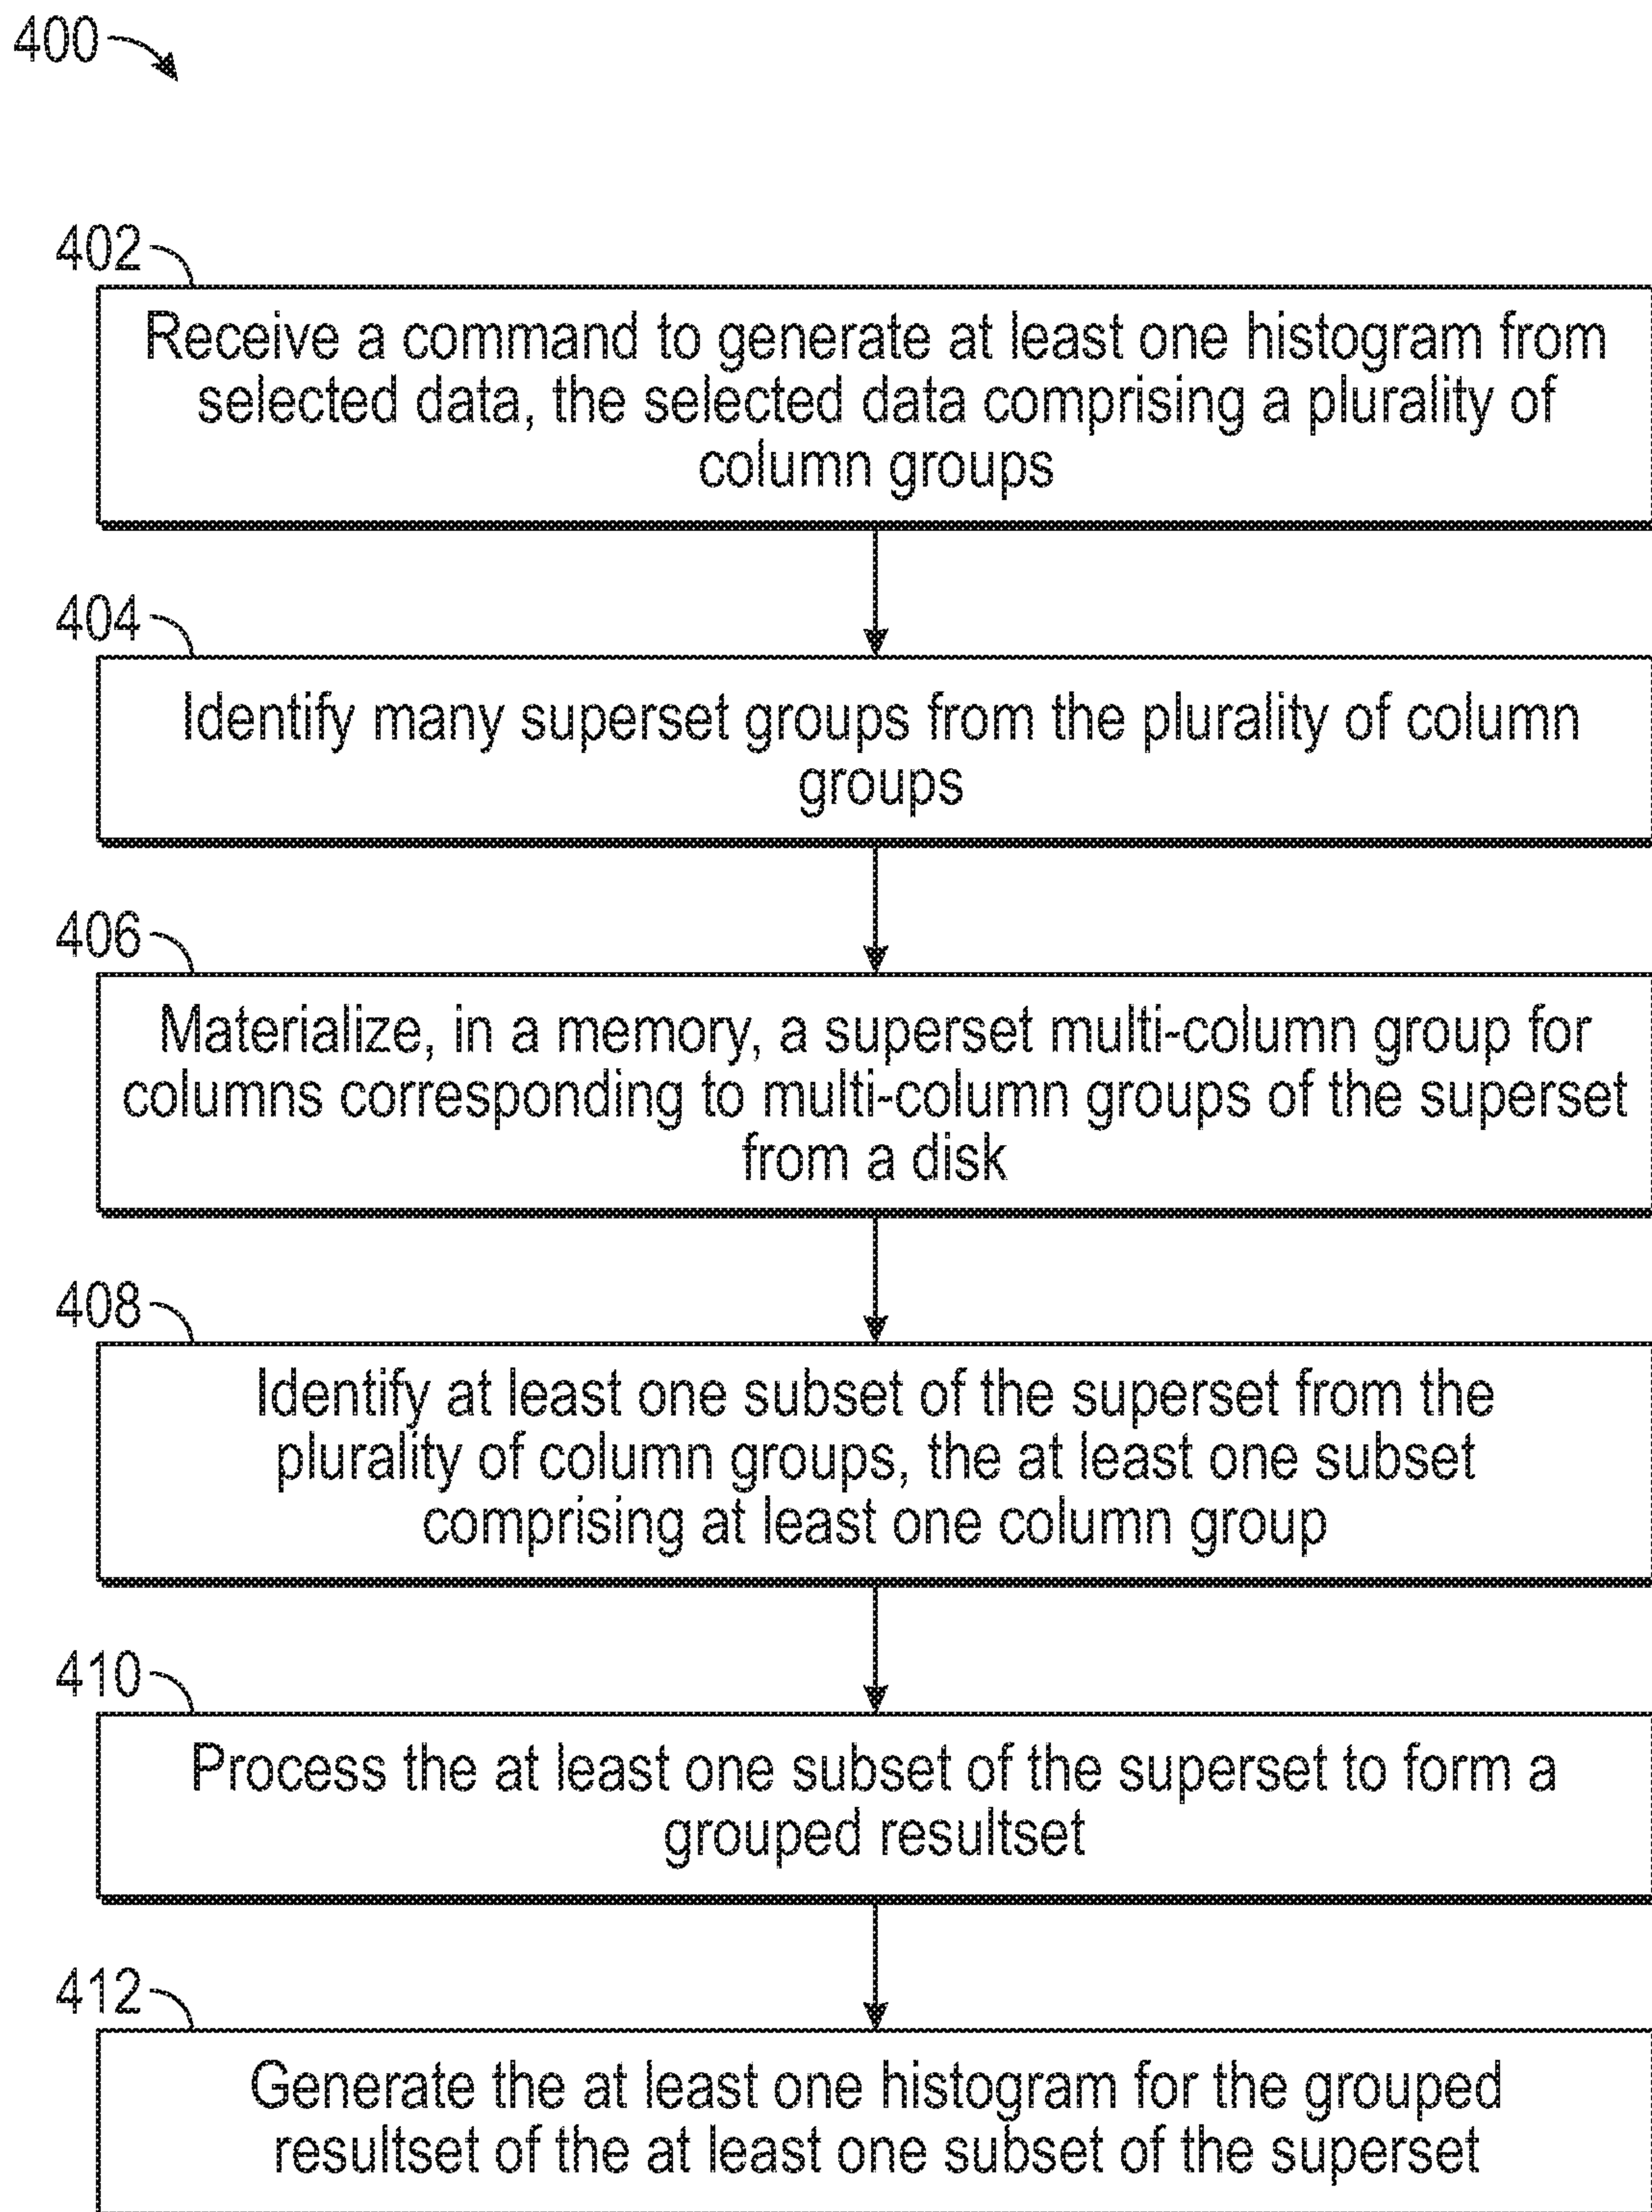 400
402
Receive a command to generate at least one histogram from
selected data, the selected data comprising a plurality of
column groups
404
Identify many superset groups from the plurality of column
groups
406
Materialize, in a memory, a superset multi-column group for
columns corresponding to multi-column groups of the superset
from a disk
408
Identify at least one subset of the superset from the
plurality of column groups, the at least one subset
comprising at least one column group
410
Process the at least one subset of the superset to form a
grouped resultset
412
Generate the at least one histogram for the grouped
resultset of the at least one subset of the superset